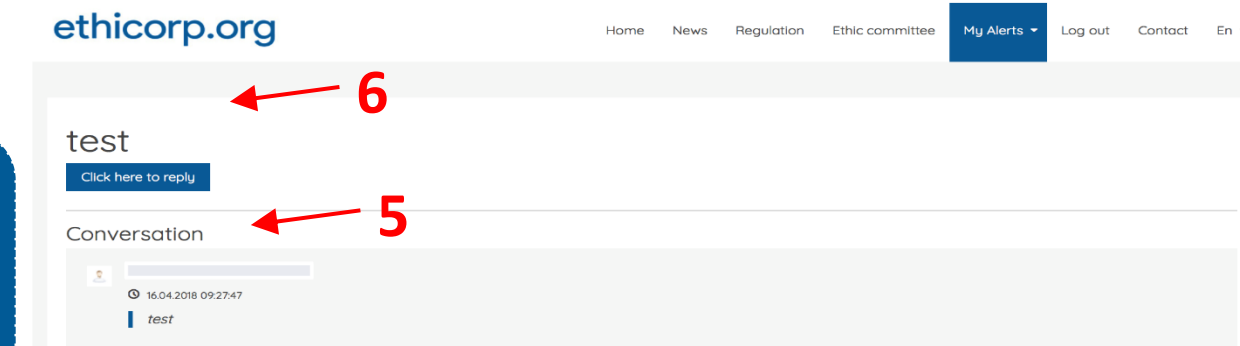 ethicorp.org
Home News Regulation Ethic committee My Alerts Log out Contact En
6
test
Click here to reply
5
Conversation
16.04.2018 09:27:47
test